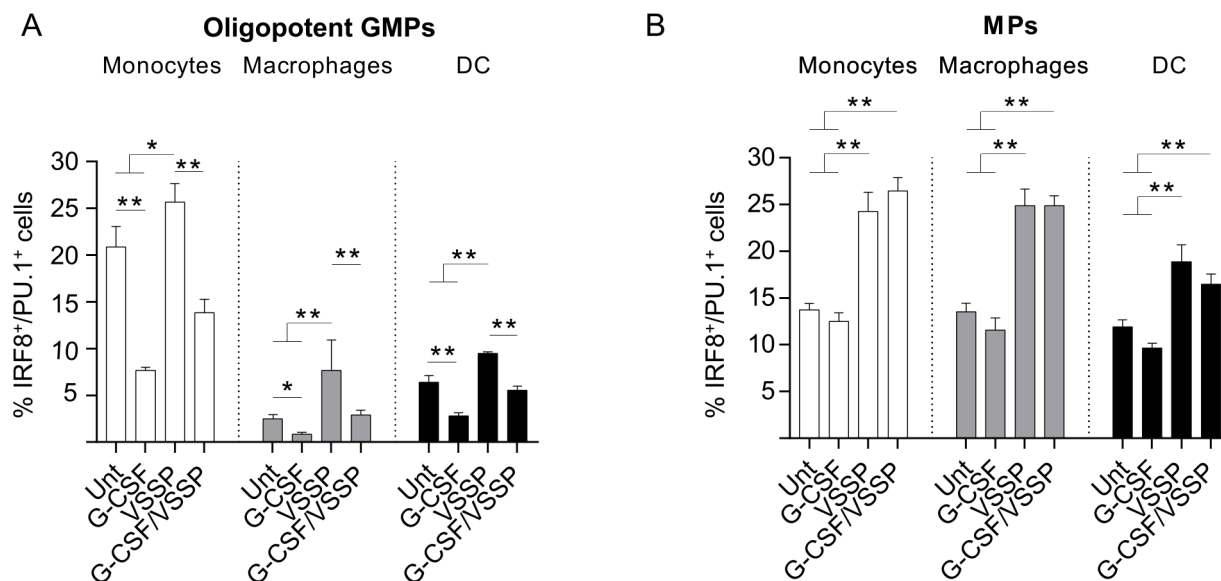 A
Oligopotent GMPs
Monocytes Macrophages DC
% IRF8+/PU.1+ cells
30
25
20
15
10
5
* ** **
** ** ** **
* ** **
Unt G-CSF VSSP G-CSF/VSSP
Unt G-CSF VSSP G-CSF/VSSP
Unt G-CSF VSSP G-CSF/VSSP
B
MPs
Monocytes Macrophages DC
% IRF8+/PU.1+ cells
30
25
20
15
10
5
** ** **
** ** **
Unt G-CSF VSSP G-CSF/VSSP
Unt G-CSF VSSP G-CSF/VSSP
Unt G-CSF VSSP G-CSF/VSSP